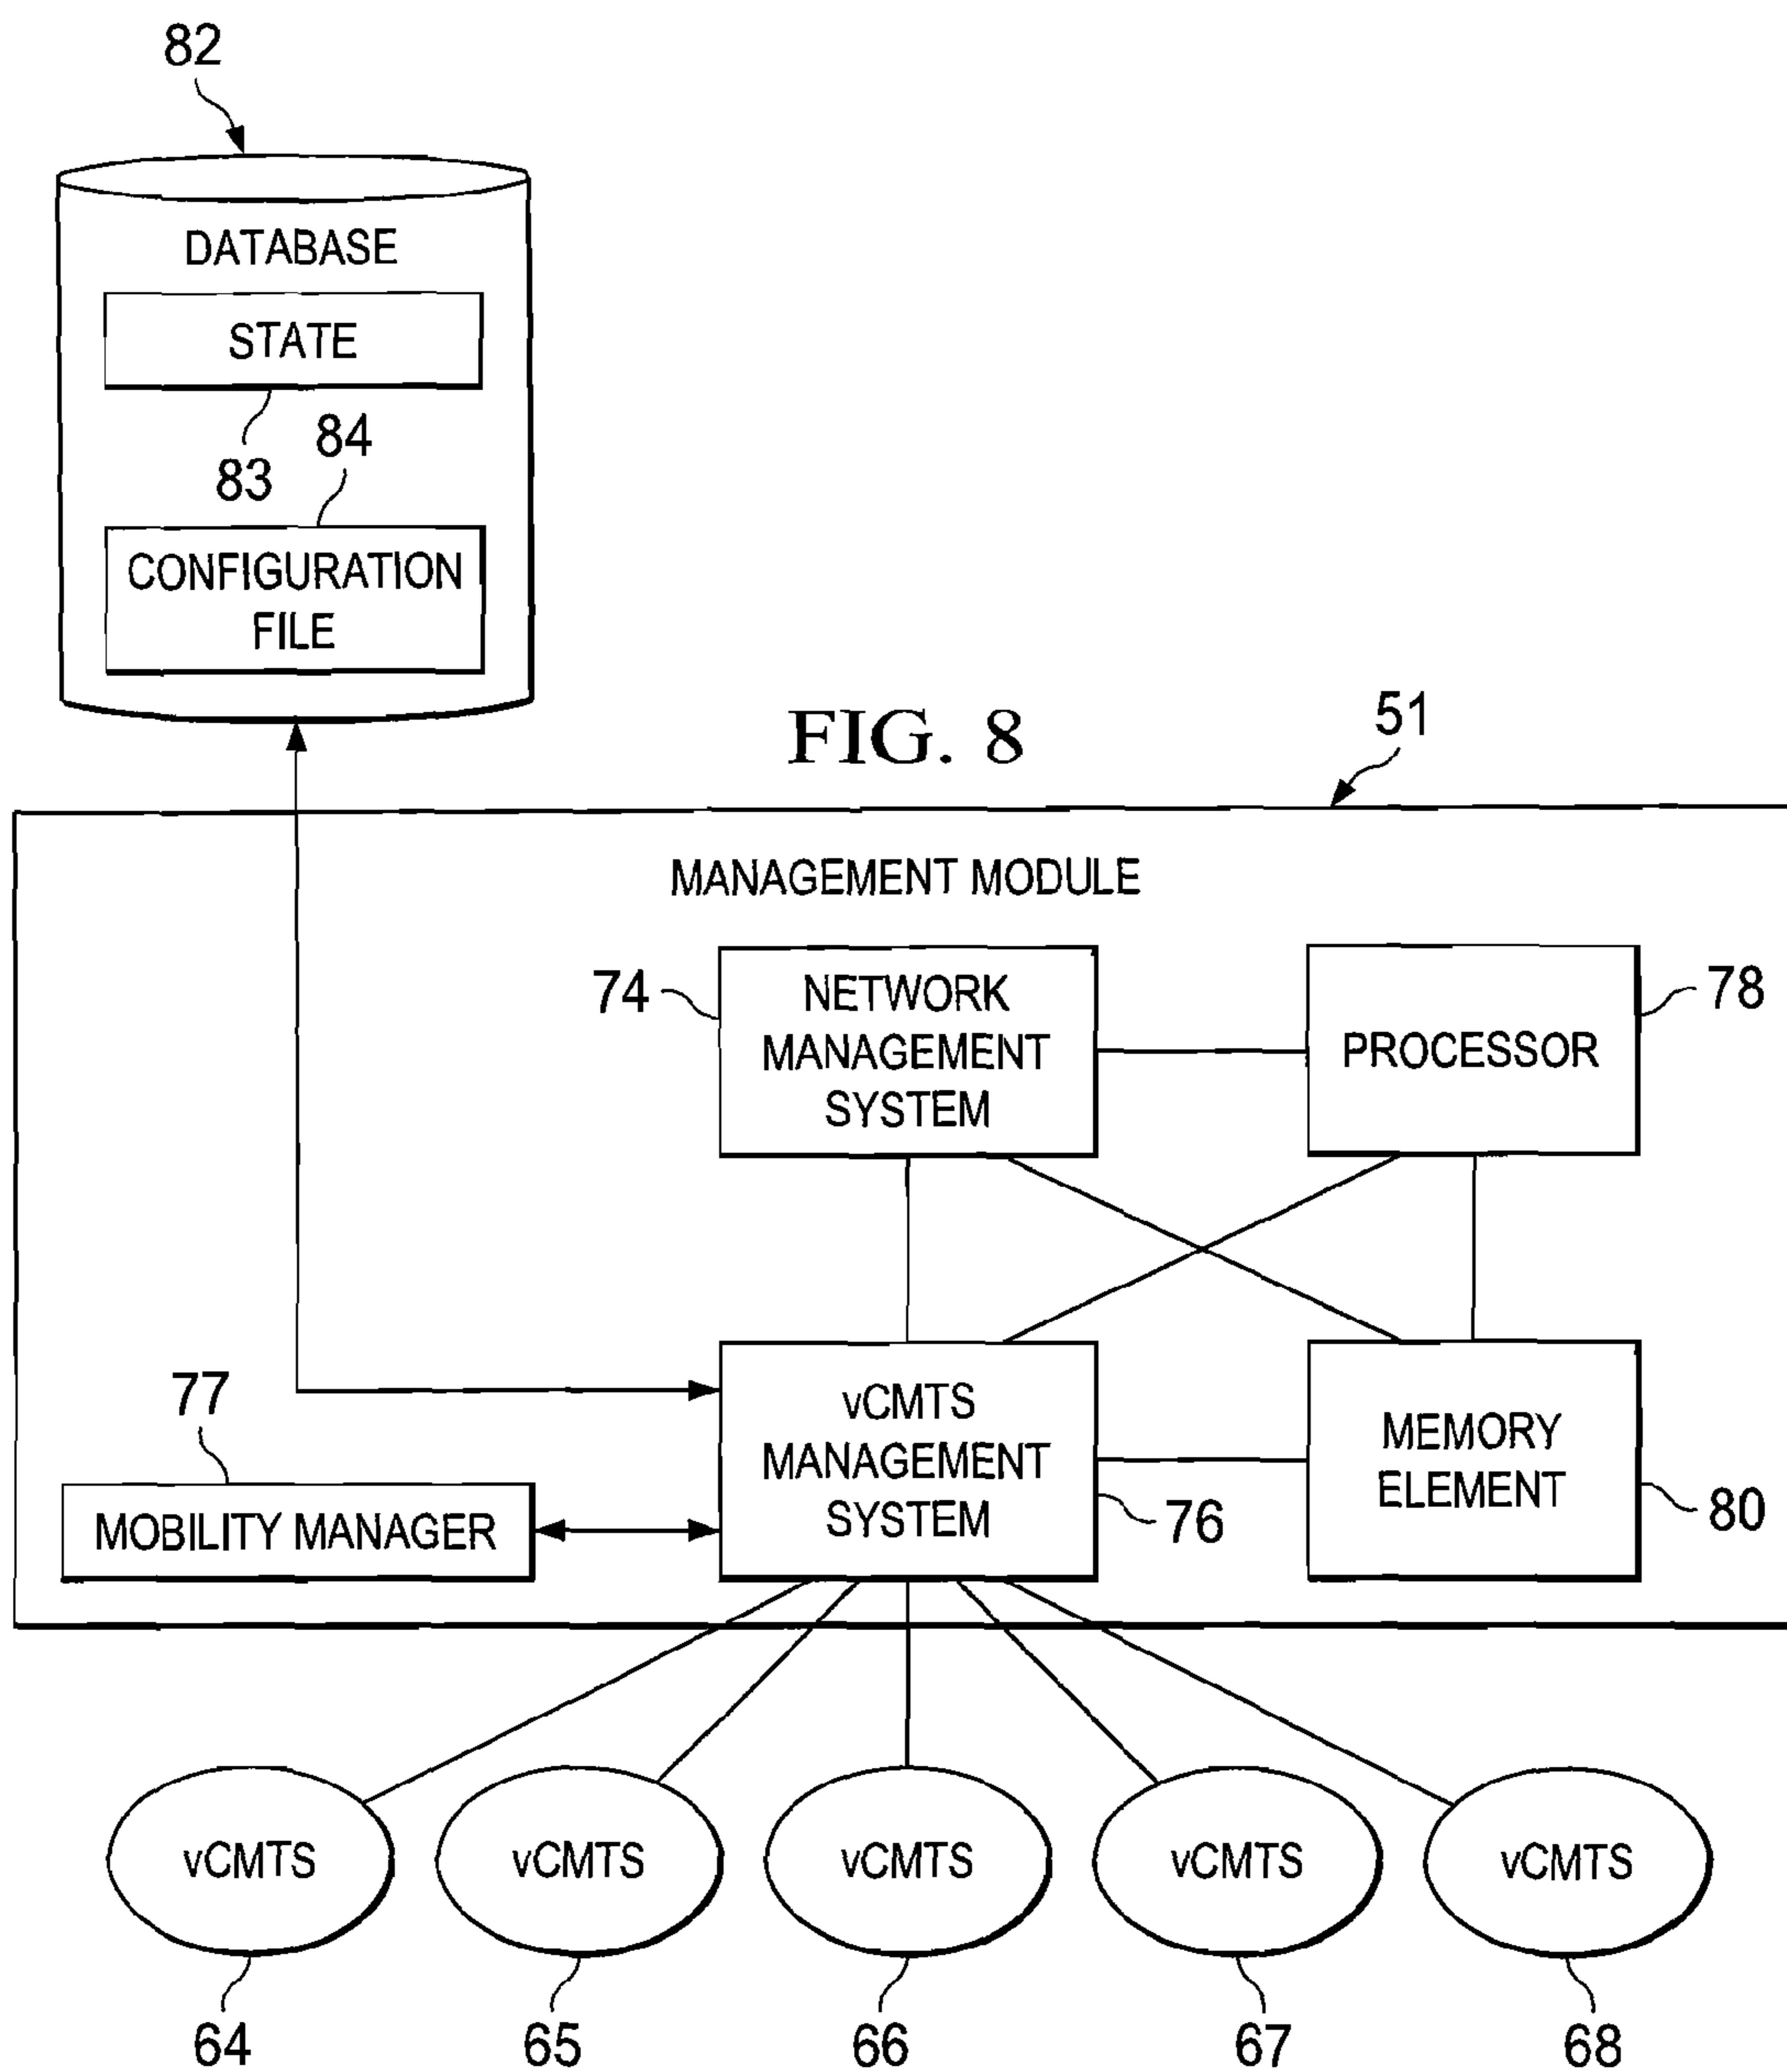 82
DATABASE
STATE
83
84
CONFIGURATION
FILE
FIG. 8
51
MANAGEMENT MODULE
74
NETWORK
MANAGEMENT
SYSTEM
PROCESSOR
78
77
MOBILITY MANAGER
vCMTS
MANAGEMENT
SYSTEM
76
MEMORY
ELEMENT
80
vCMTS
vCMTS
vCMTS
vCMTS
vCMTS
64
65
66
67
68